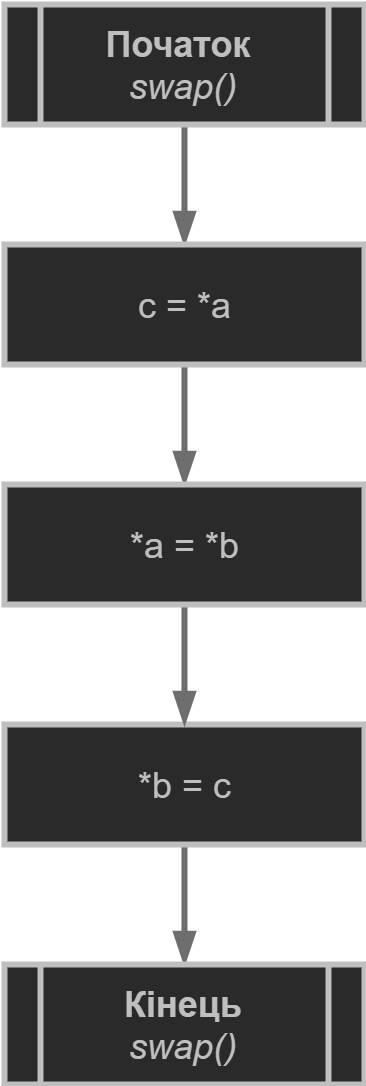 Початок
swap()
c = *a
*a = *b
*b = c
Кінець
swap()